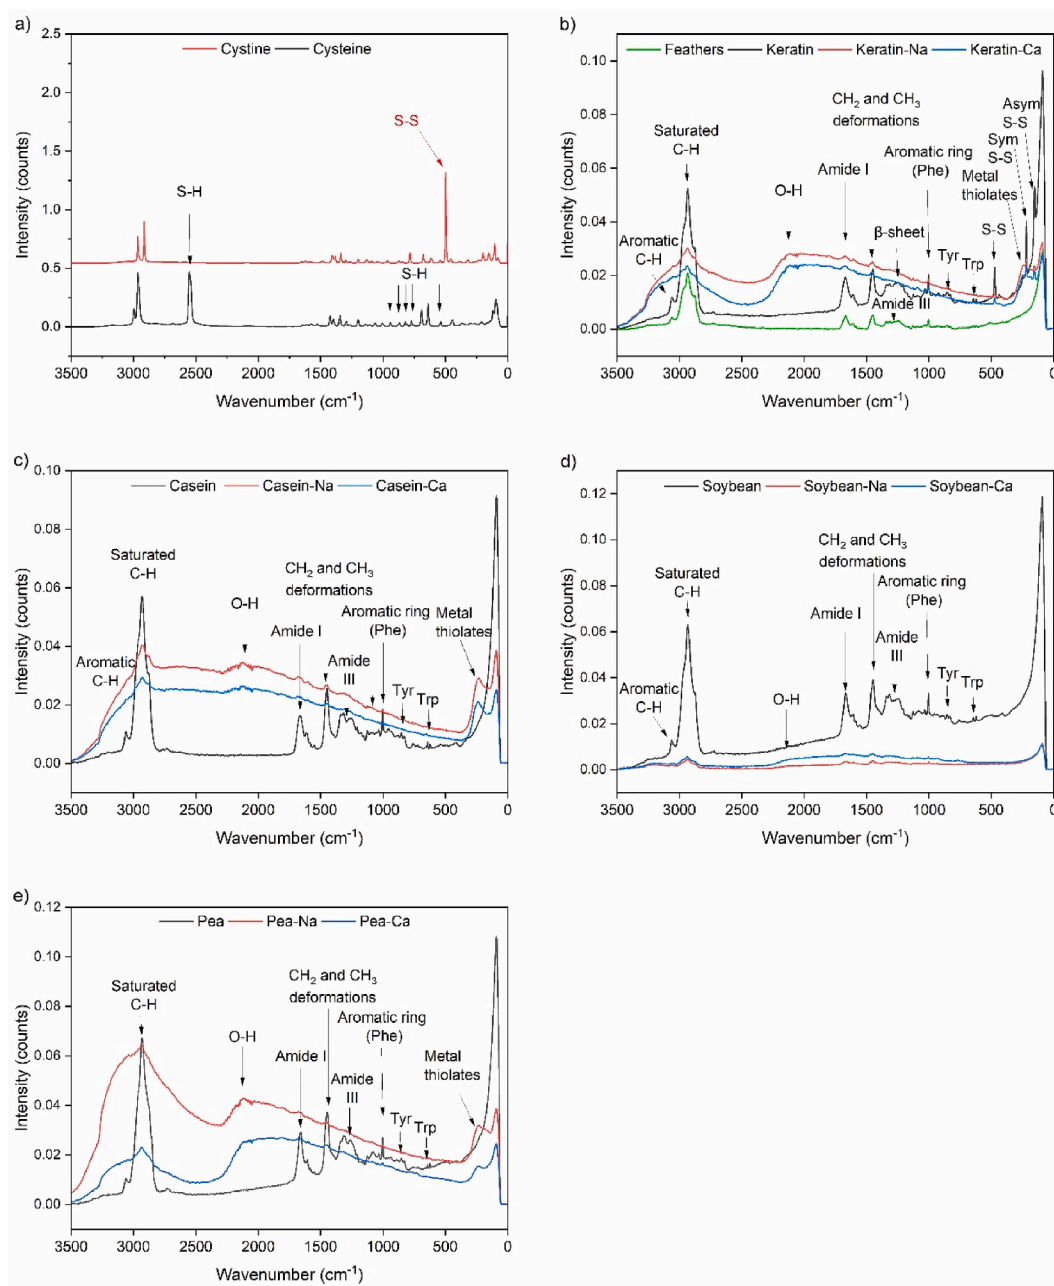 a)
Cystine Cysteine
S-S
S-H
S-H
2.5
2.0
1.5
1.0
0.5
0.0
Intensity (counts)
3500 3000 2500 2000 1500 1000 500 0
Wavenumber (cm⁻¹)
b)
Feathers Keratin Keratin-Na Keratin-Ca
CH₂ and CH₃
deformations
Asym
S-S
Sym
S-S
Saturated
C-H
Aromatic ring
(Phe)
Metal
thiolates
O-H
Amide I
β-sheet
S-S
Aromatic
C-H
Tyr
Trp
Amide III
0.10
0.08
0.06
0.04
0.02
0.00
Intensity (counts)
3500 3000 2500 2000 1500 1000 500 0
Wavenumber (cm⁻¹)
c)
Casein Casein-Na Casein-Ca
Saturated
C-H
CH₂ and CH₃
deformations
O-H
Aromatic ring
(Phe)
Metal
thiolates
Amide I
Aromatic
C-H
Amide
III
Tyr
Trp
0.10
0.08
0.06
0.04
0.02
0.00
Intensity (counts)
3500 3000 2500 2000 1500 1000 500 0
Wavenumber (cm⁻¹)
d)
Soybean Soybean-Na Soybean-Ca
CH₂ and CH₃
deformations
Saturated
C-H
Aromatic ring
(Phe)
Amide I
Amide
III
Aromatic
C-H
O-H
Tyr
Trp
0.12
0.10
0.08
0.06
0.04
0.02
0.00
Intensity (counts)
3500 3000 2500 2000 1500 1000 500 0
Wavenumber (cm⁻¹)
e)
Pea Pea-Na Pea-Ca
Saturated
C-H
CH₂ and CH₃
deformations
Aromatic ring
(Phe)
O-H
Amide I
Metal
thiolates
Amide
III
Tyr
Trp
0.12
0.10
0.08
0.06
0.04
0.02
0.00
Intensity (counts)
3500 3000 2500 2000 1500 1000 500 0
Wavenumber (cm⁻¹)